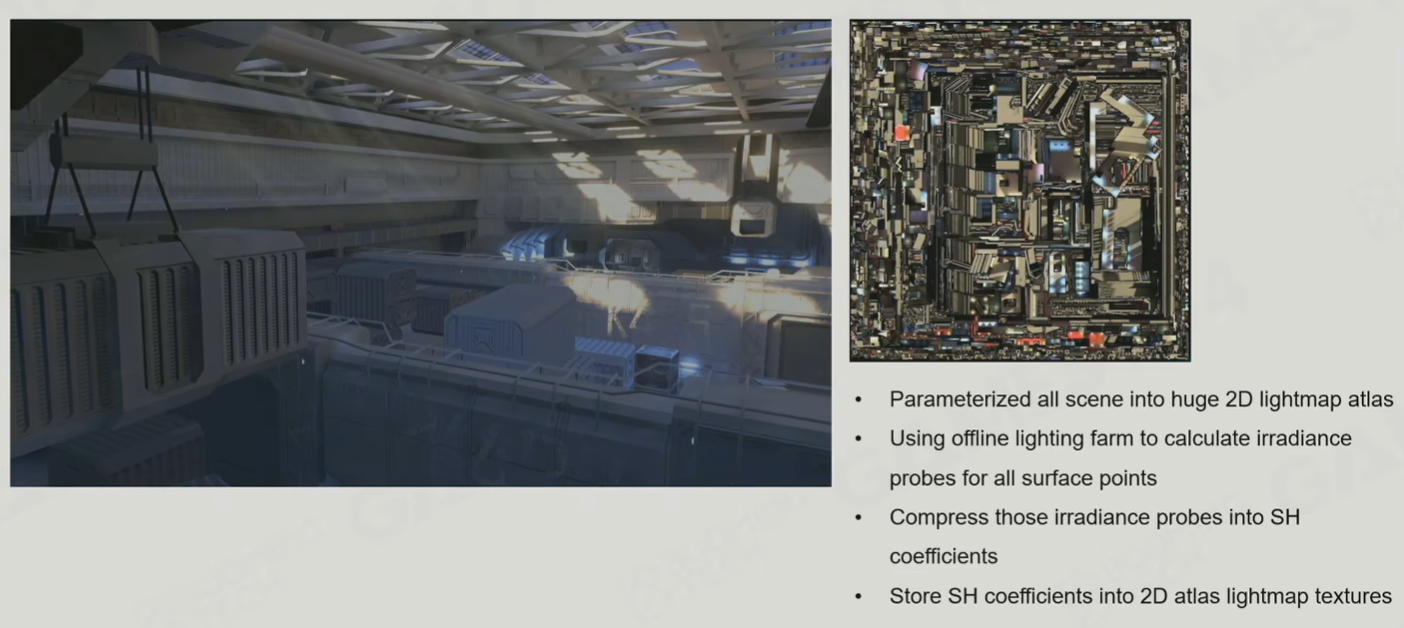 • Parameterized all scene into huge 2D lightmap atlas
• Using offline lighting farm to calculate irradiance
probes for all surface points
• Compress those irradiance probes into SH
coefficients
• Store SH coefficients into 2D atlas lightmap textures